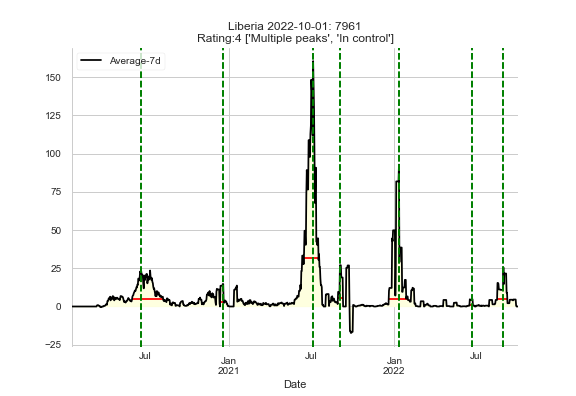 Liberia 2022-10-01: 7961
Rating:4 ['Multiple peaks', 'In control']
Average-7d
150
125
100
75
50
25
0
−25
Jul
Jan
2021
Jul
Jan
2022
Jul
Date